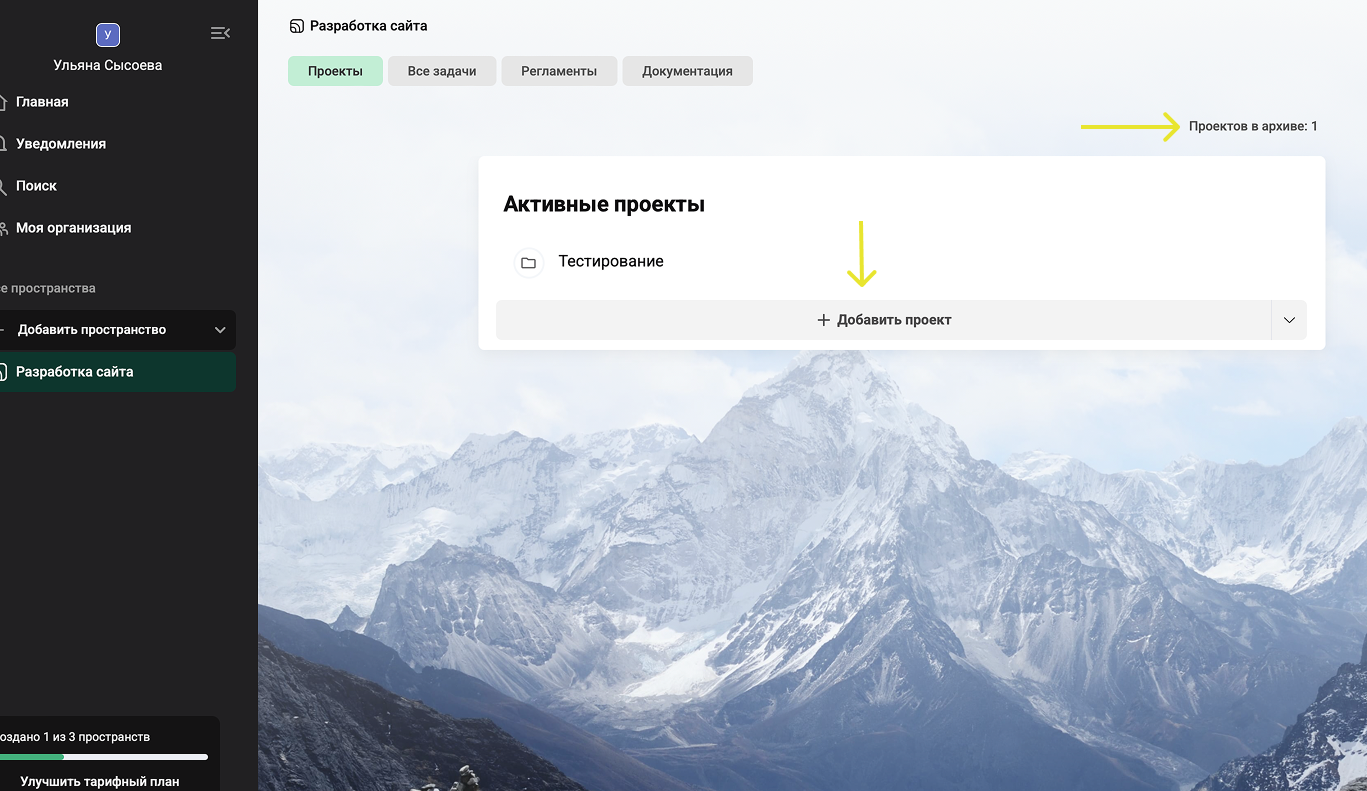 У
Ульяна Сысоева
Главная
Уведомления
Поиск
Моя организация
е пространства
Добавить пространство
Разработка сайта
оздано 1 из 3 пространств
Улучшить тарифный план
Разработка сайта
Проекты
Все задачи
Регламенты
Документация
Проектов в архиве: 1
Активные проекты
Тестирование
+ Добавить проект